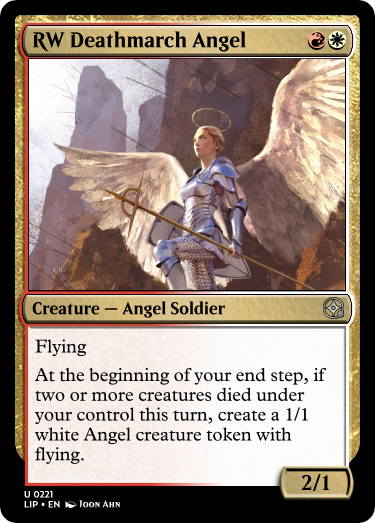 RW Deathmarch Angel
Creature — Angel Soldier
Flying
At the beginning of your end step, if
two or more creatures died under
your control this turn, create a 1/1
white Angel creature token with
flying.
2/1
U 0221
LIP • EN Joon Ahn